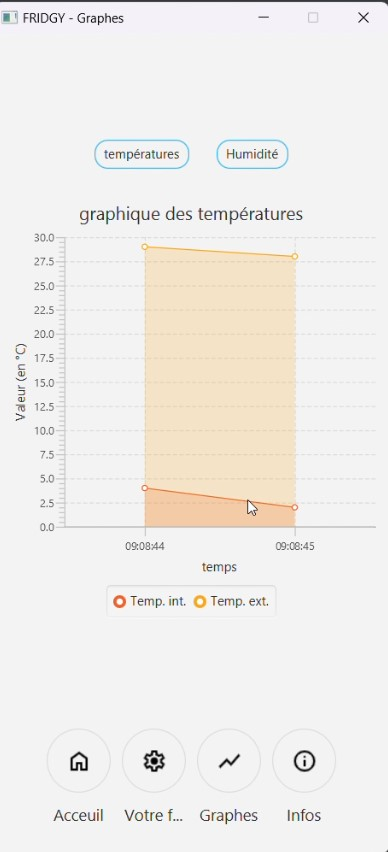 FRIDGY - Graphes
températures Humidité
graphique des températures
30.0
27.5
25.0
22.5
20.0
17.5
15.0
12.5
10.0
7.5
5.0
2.5
0.0
Valeur (en °C)
09:08:44 09:08:45
temps
Temp. int. Temp. ext.
Acceuil Votre f... Graphes Infos